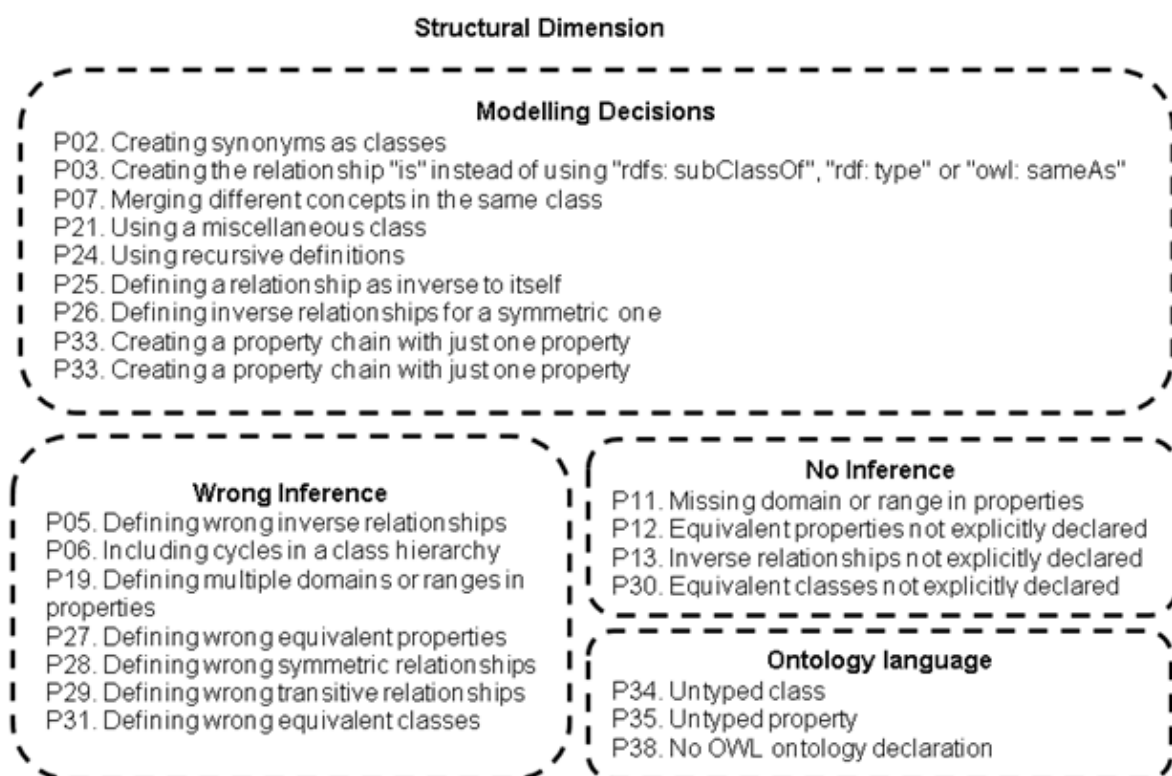 Structural Dimension
Modelling Decisions
P02. Creating synonyms as classes
P03. Creating the relationship "is" instead of using "rdfs: subClassOf", "rdf: type" or "owl: sameAs"
P07. Merging different concepts in the same class
P21. Using a miscellaneous class
P24. Using recursive definitions
P25. Defining a relationship as inverse to itself
P26. Defining inverse relationships for a symmetric one
P33. Creating a property chain with just one property
P33. Creating a property chain with just one property
Wrong Inference
P05. Defining wrong inverse relationships
P06. Including cycles in a class hierarchy
P19. Defining multiple domains or ranges in
properties
P27. Defining wrong equivalent properties
P28. Defining wrong symmetric relationships
P29. Defining wrong transitive relationships
P31. Defining wrong equivalent classes
No Inference
P11. Missing domain or range in properties
P12. Equivalent properties not explicitly declared
P13. Inverse relationships not explicitly declared
P30. Equivalent classes not explicitly declared
Ontology language
P34. Untyped class
P35. Untyped property
P38. No OWL ontology declaration